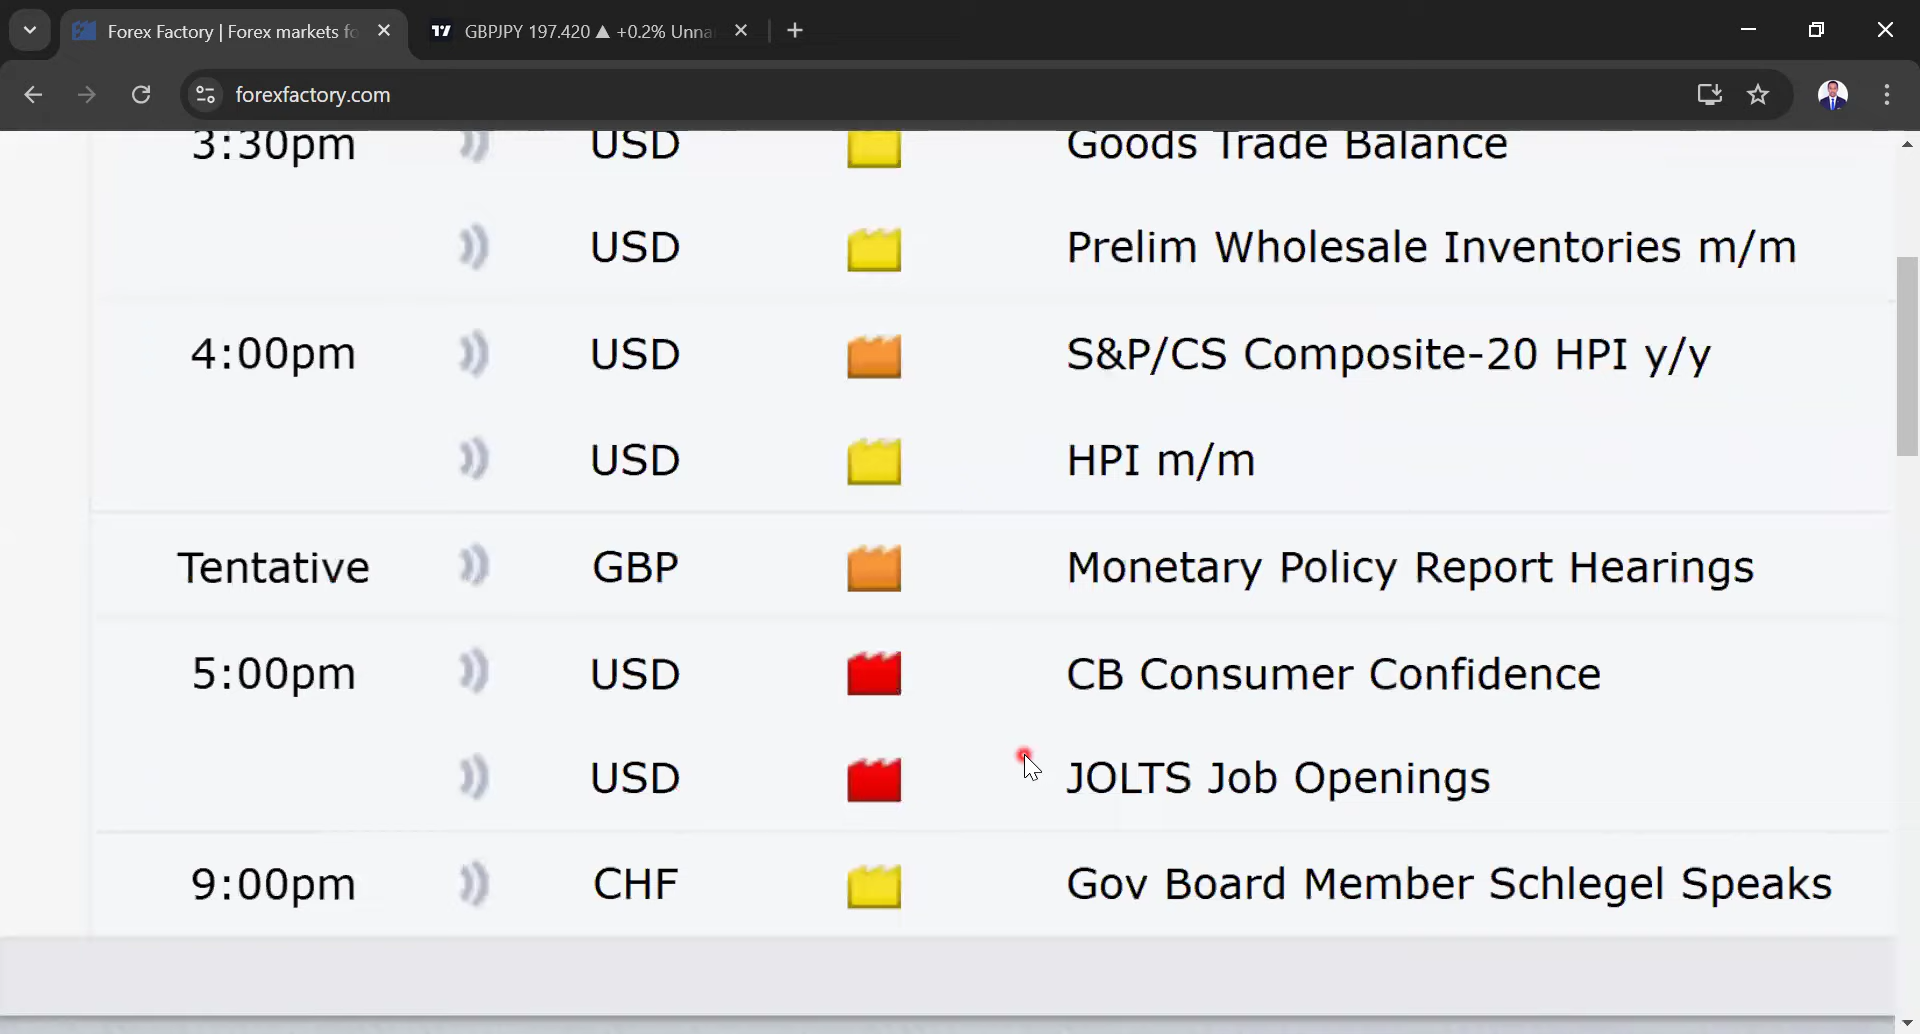 Forex Factory | Forex markets fo
GBPJPY 197.420 ▲ +0.2% Unna
forexfactory.com
3:30pm USD Goods Trade Balance
USD Prelim Wholesale Inventories m/m
4:00pm USD S&P/CS Composite-20 HPI y/y
USD HPI m/m
Tentative GBP Monetary Policy Report Hearings
5:00pm USD CB Consumer Confidence
USD JOLTS Job Openings
9:00pm CHF Gov Board Member Schlegel Speaks